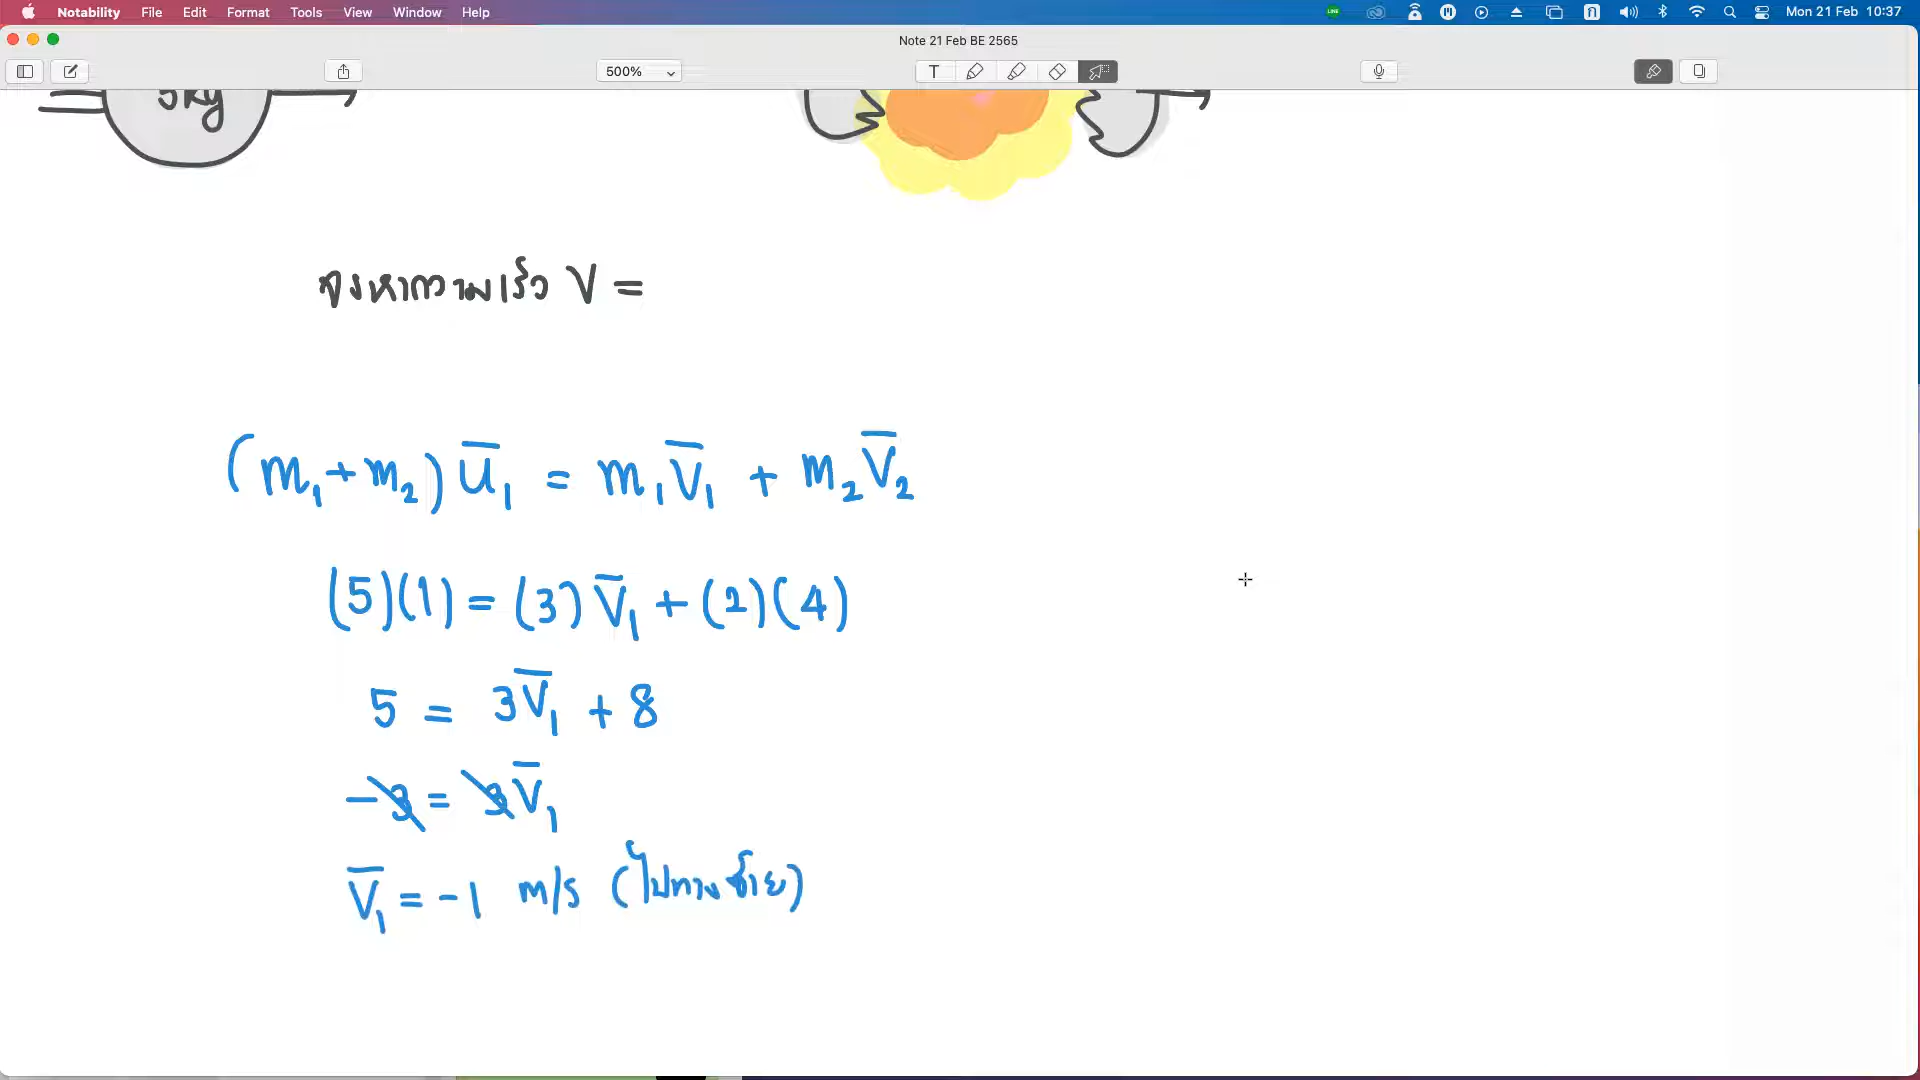 Notability File Edit Format Tools View Window Help Mon 21 Feb 10:37
Note 21 Feb BE 2565
500% T
5kg
จงหาความเร็ว V =
(m₁+m₂) ū₁ = m₁V̄₁ + m₂V̄₂
(5)(1) = (3) V̄₁ + (2)(4)
5 = 3V̄₁ + 8
-3 = 3V̄₁
V̄₁ = -1 m/s (ไปทางซ้าย)